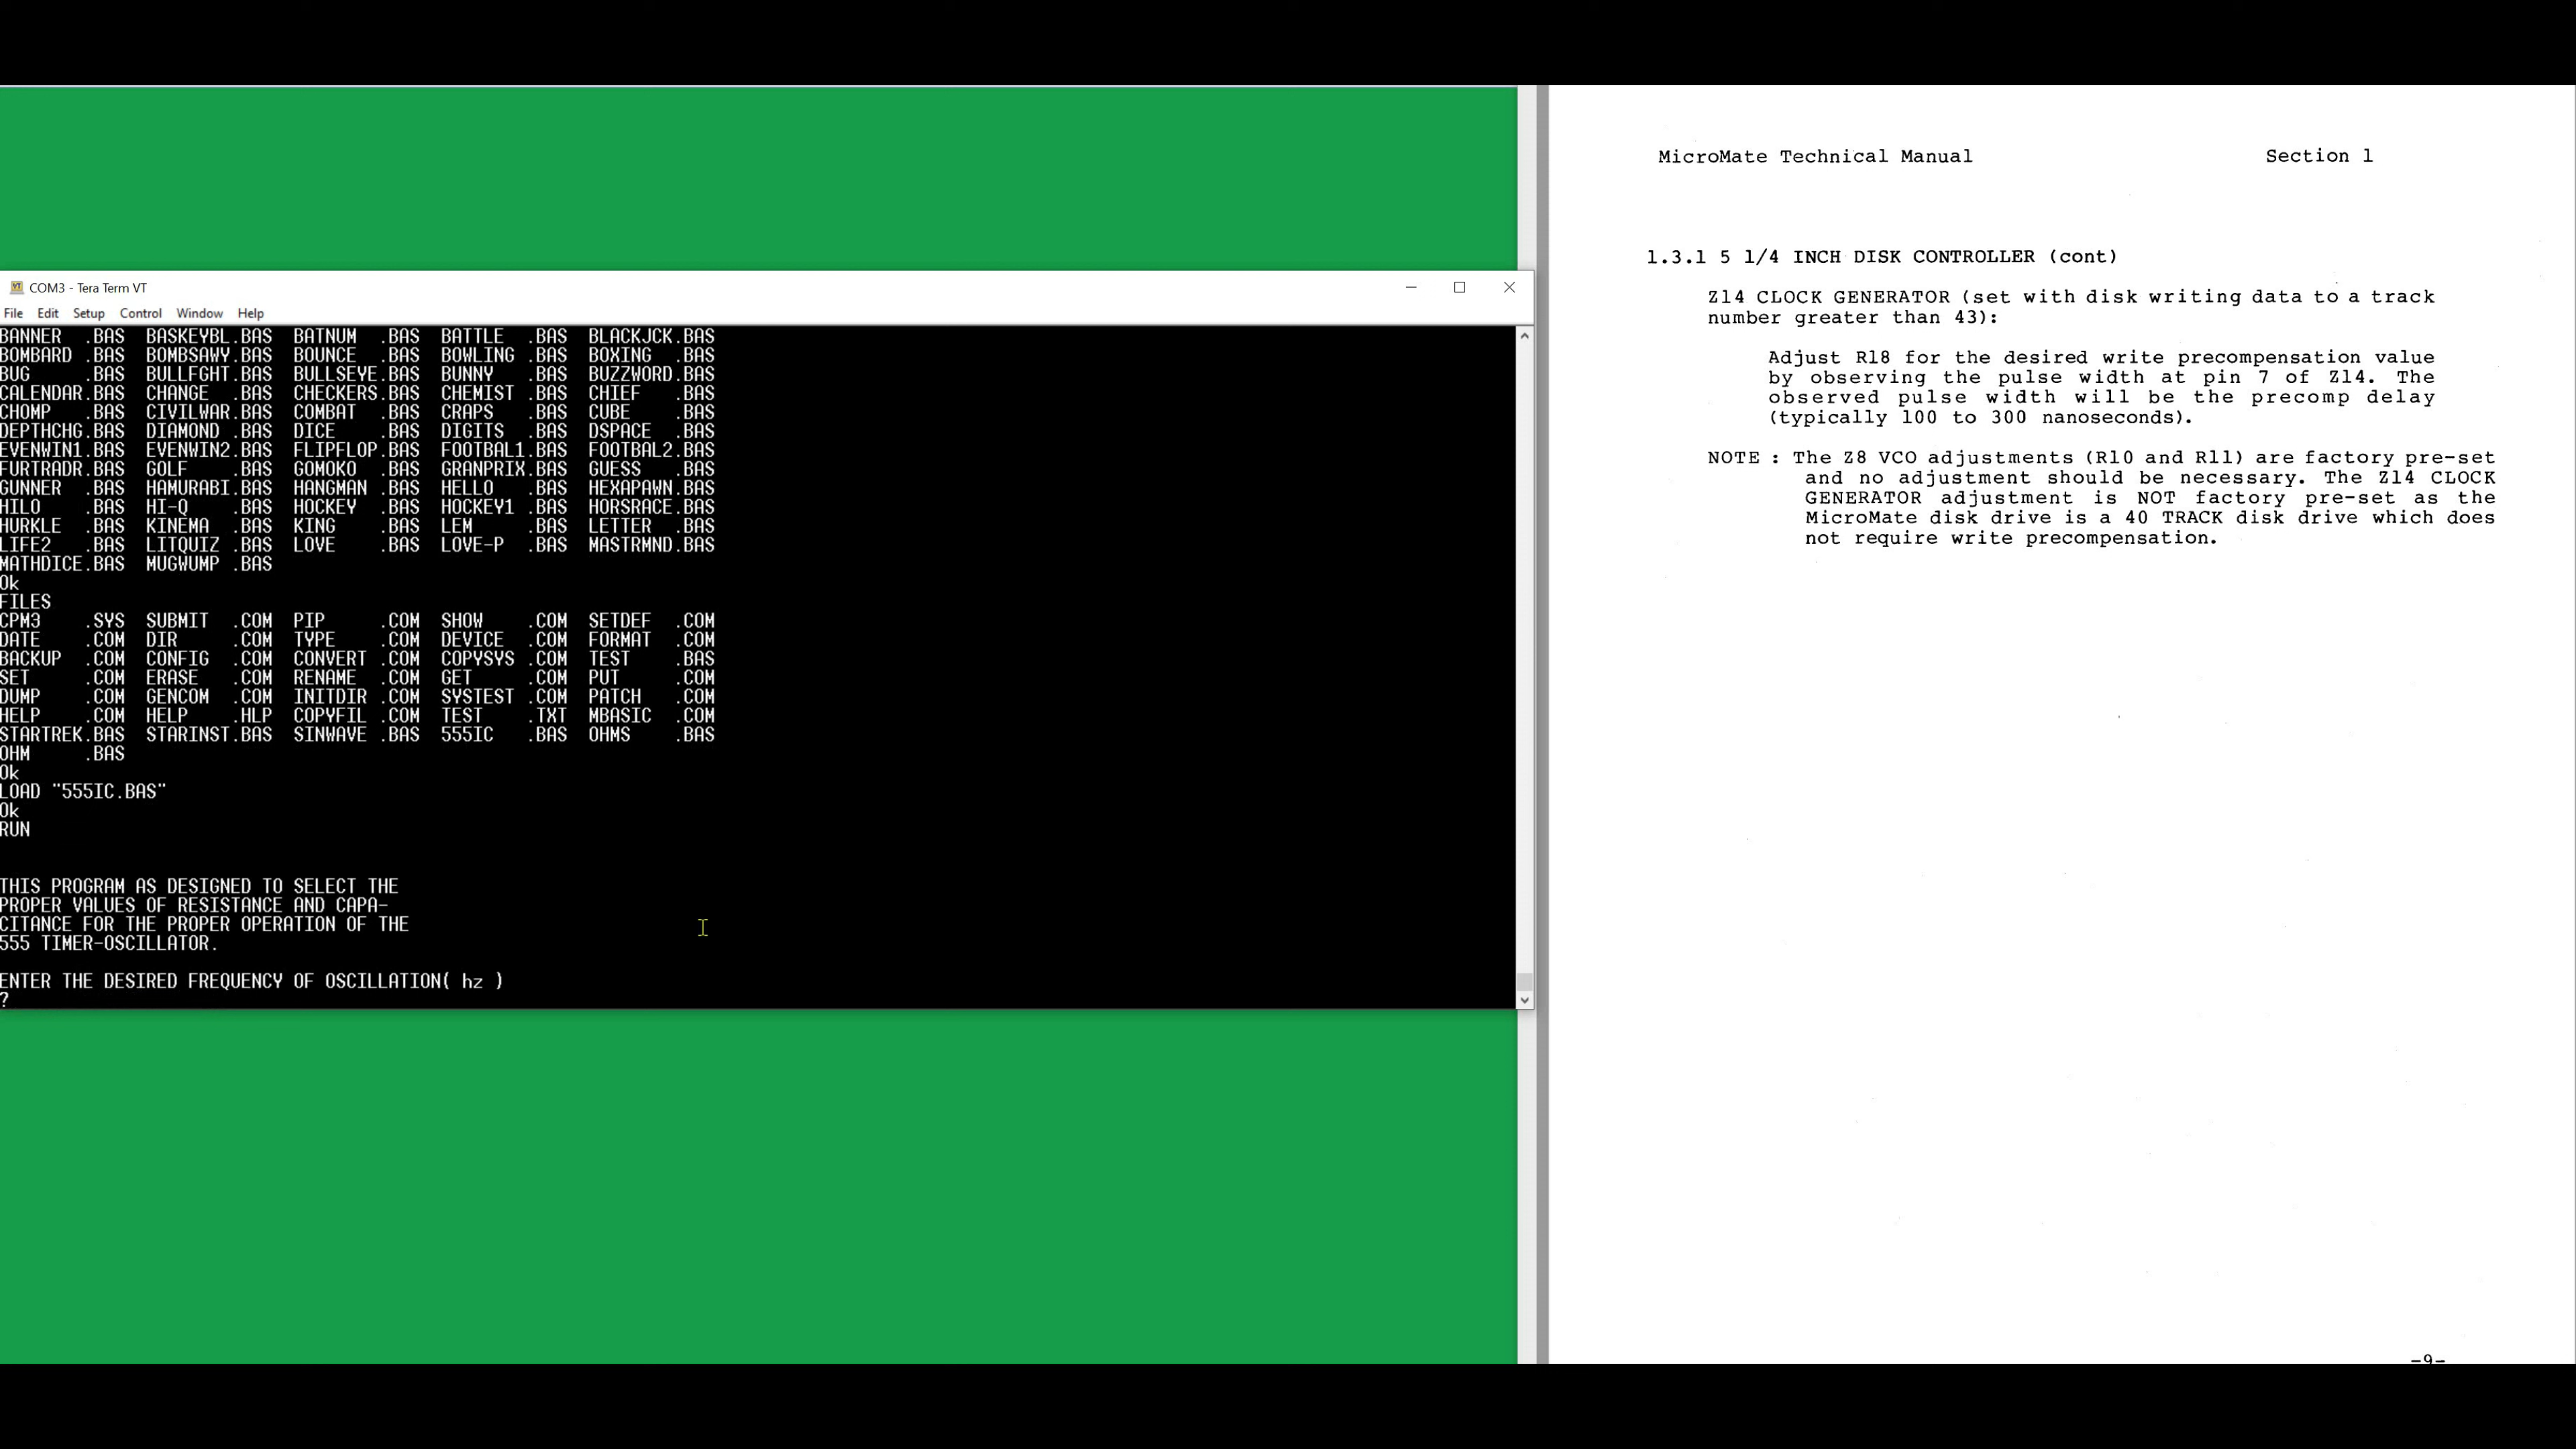 COM3 - Tera Term VT
File Edit Setup Control Window Help
BANNER .BAS BASKEYBL.BAS BATNUM .BAS BATTLE .BAS BLACKJCK.BAS
BOMBARD .BAS BOMBSAWY.BAS BOUNCE .BAS BOWLING .BAS BOXING .BAS
BUG .BAS BULLFGHT.BAS BULLSEYE.BAS BUNNY .BAS BUZZWORD.BAS
CALENDAR.BAS CHANGE .BAS CHECKERS.BAS CHEMIST .BAS CHIEF .BAS
CHOMP .BAS CIVILWAR.BAS COMBAT .BAS CRAPS .BAS CUBE .BAS
DEPTHCHG.BAS DIAMOND .BAS DICE .BAS DIGITS .BAS DSPACE .BAS
EVENWIN1.BAS EVENWIN2.BAS FLIPFLOP.BAS FOOTBAL1.BAS FOOTBAL2.BAS
FURTRADR.BAS GOLF .BAS GOMOKO .BAS GRANPRIX.BAS GUESS .BAS
GUNNER .BAS HAMURABI.BAS HANGMAN .BAS HELLO .BAS HEXAPAWN.BAS
HILO .BAS HI-Q .BAS HOCKEY .BAS HOCKEY1 .BAS HORSRACE.BAS
HURKLE .BAS KINEMA .BAS KING .BAS LEM .BAS LETTER .BAS
LIFE2 .BAS LITQUIZ .BAS LOVE .BAS LOVE-P .BAS MASTRMND.BAS
MATHDICE.BAS MUGWUMP .BAS
Ok
FILES
CPM3 .SYS SUBMIT .COM PIP .COM SHOW .COM SETDEF .COM
DATE .COM DIR .COM TYPE .COM DEVICE .COM FORMAT .COM
BACKUP .COM CONFIG .COM CONVERT .COM COPYSYS .COM TEST .BAS
SET .COM ERASE .COM RENAME .COM GET .COM PUT .COM
DUMP .COM GENCOM .COM INITDIR .COM SYSTEST .COM PATCH .COM
HELP .COM HELP .HLP COPYFIL .COM TEST .TXT MBASIC .COM
STARTREK.BAS STARINST.BAS SINWAVE .BAS 555IC .BAS OHMS .BAS
OHM .BAS
Ok
LOAD "555IC.BAS"
Ok
RUN
THIS PROGRAM AS DESIGNED TO SELECT THE
PROPER VALUES OF RESISTANCE AND CAPA-
CITANCE FOR THE PROPER OPERATION OF THE
555 TIMER-OSCILLATOR.
ENTER THE DESIRED FREQUENCY OF OSCILLATION( hz )
?
MicroMate Technical Manual Section 1
1.3.1 5 1/4 INCH DISK CONTROLLER (cont)
Z14 CLOCK GENERATOR (set with disk writing data to a track
number greater than 43):
Adjust R18 for the desired write precompensation value
by observing the pulse width at pin 7 of Z14. The
observed pulse width will be the precomp delay
(typically 100 to 300 nanoseconds).
NOTE : The Z8 VCO adjustments (R10 and R11) are factory pre-set
and no adjustment should be necessary. The Z14 CLOCK
GENERATOR adjustment is NOT factory pre-set as the
MicroMate disk drive is a 40 TRACK disk drive which does
not require write precompensation.
-9-